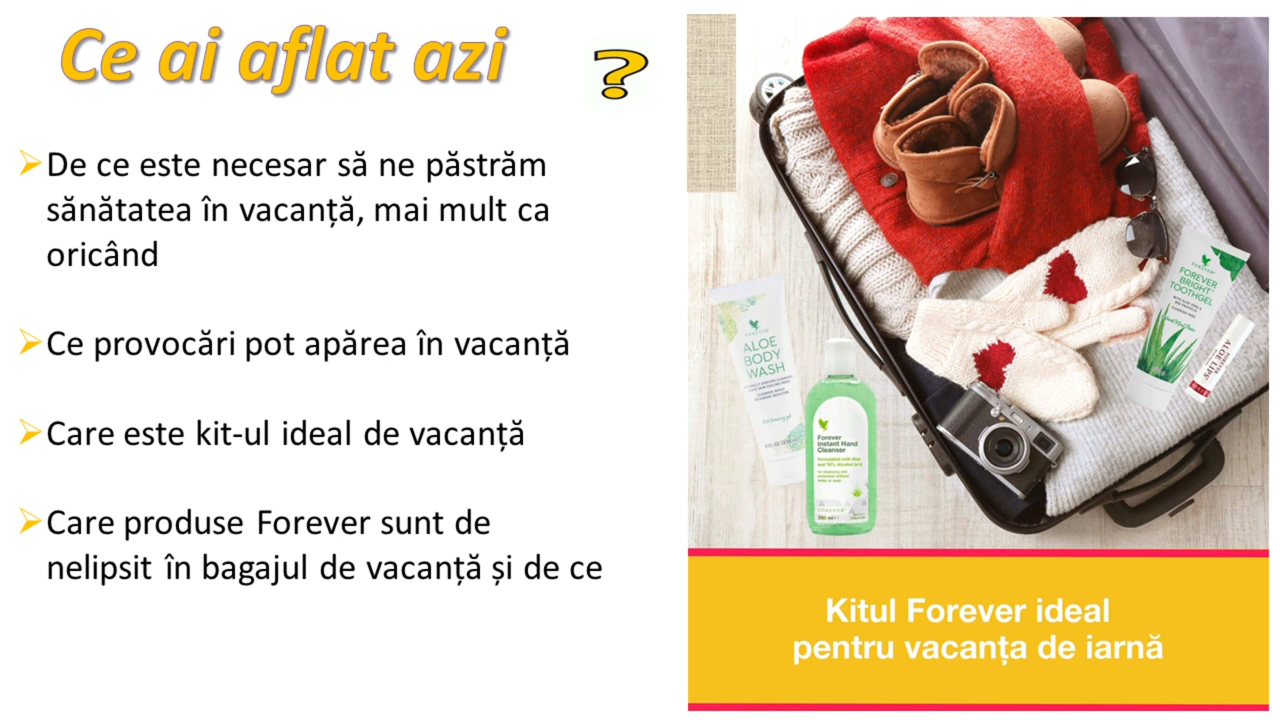 Ce ai aflat azi
?
De ce este necesar să ne păstrăm
sănătatea în vacanță, mai mult ca
oricând
Ce provocări pot apărea în vacanță
Care este kit-ul ideal de vacanță
Care produse Forever sunt de
nelipsit în bagajul de vacanță și de ce
FOREVER
ALOE
BODY
WASH
Forever
Instant Hand
Cleanser
FOREVER
FOREVER
BRIGHT
TOOTHGEL
ALOE LIPS
Kitul Forever ideal
pentru vacanța de iarnă